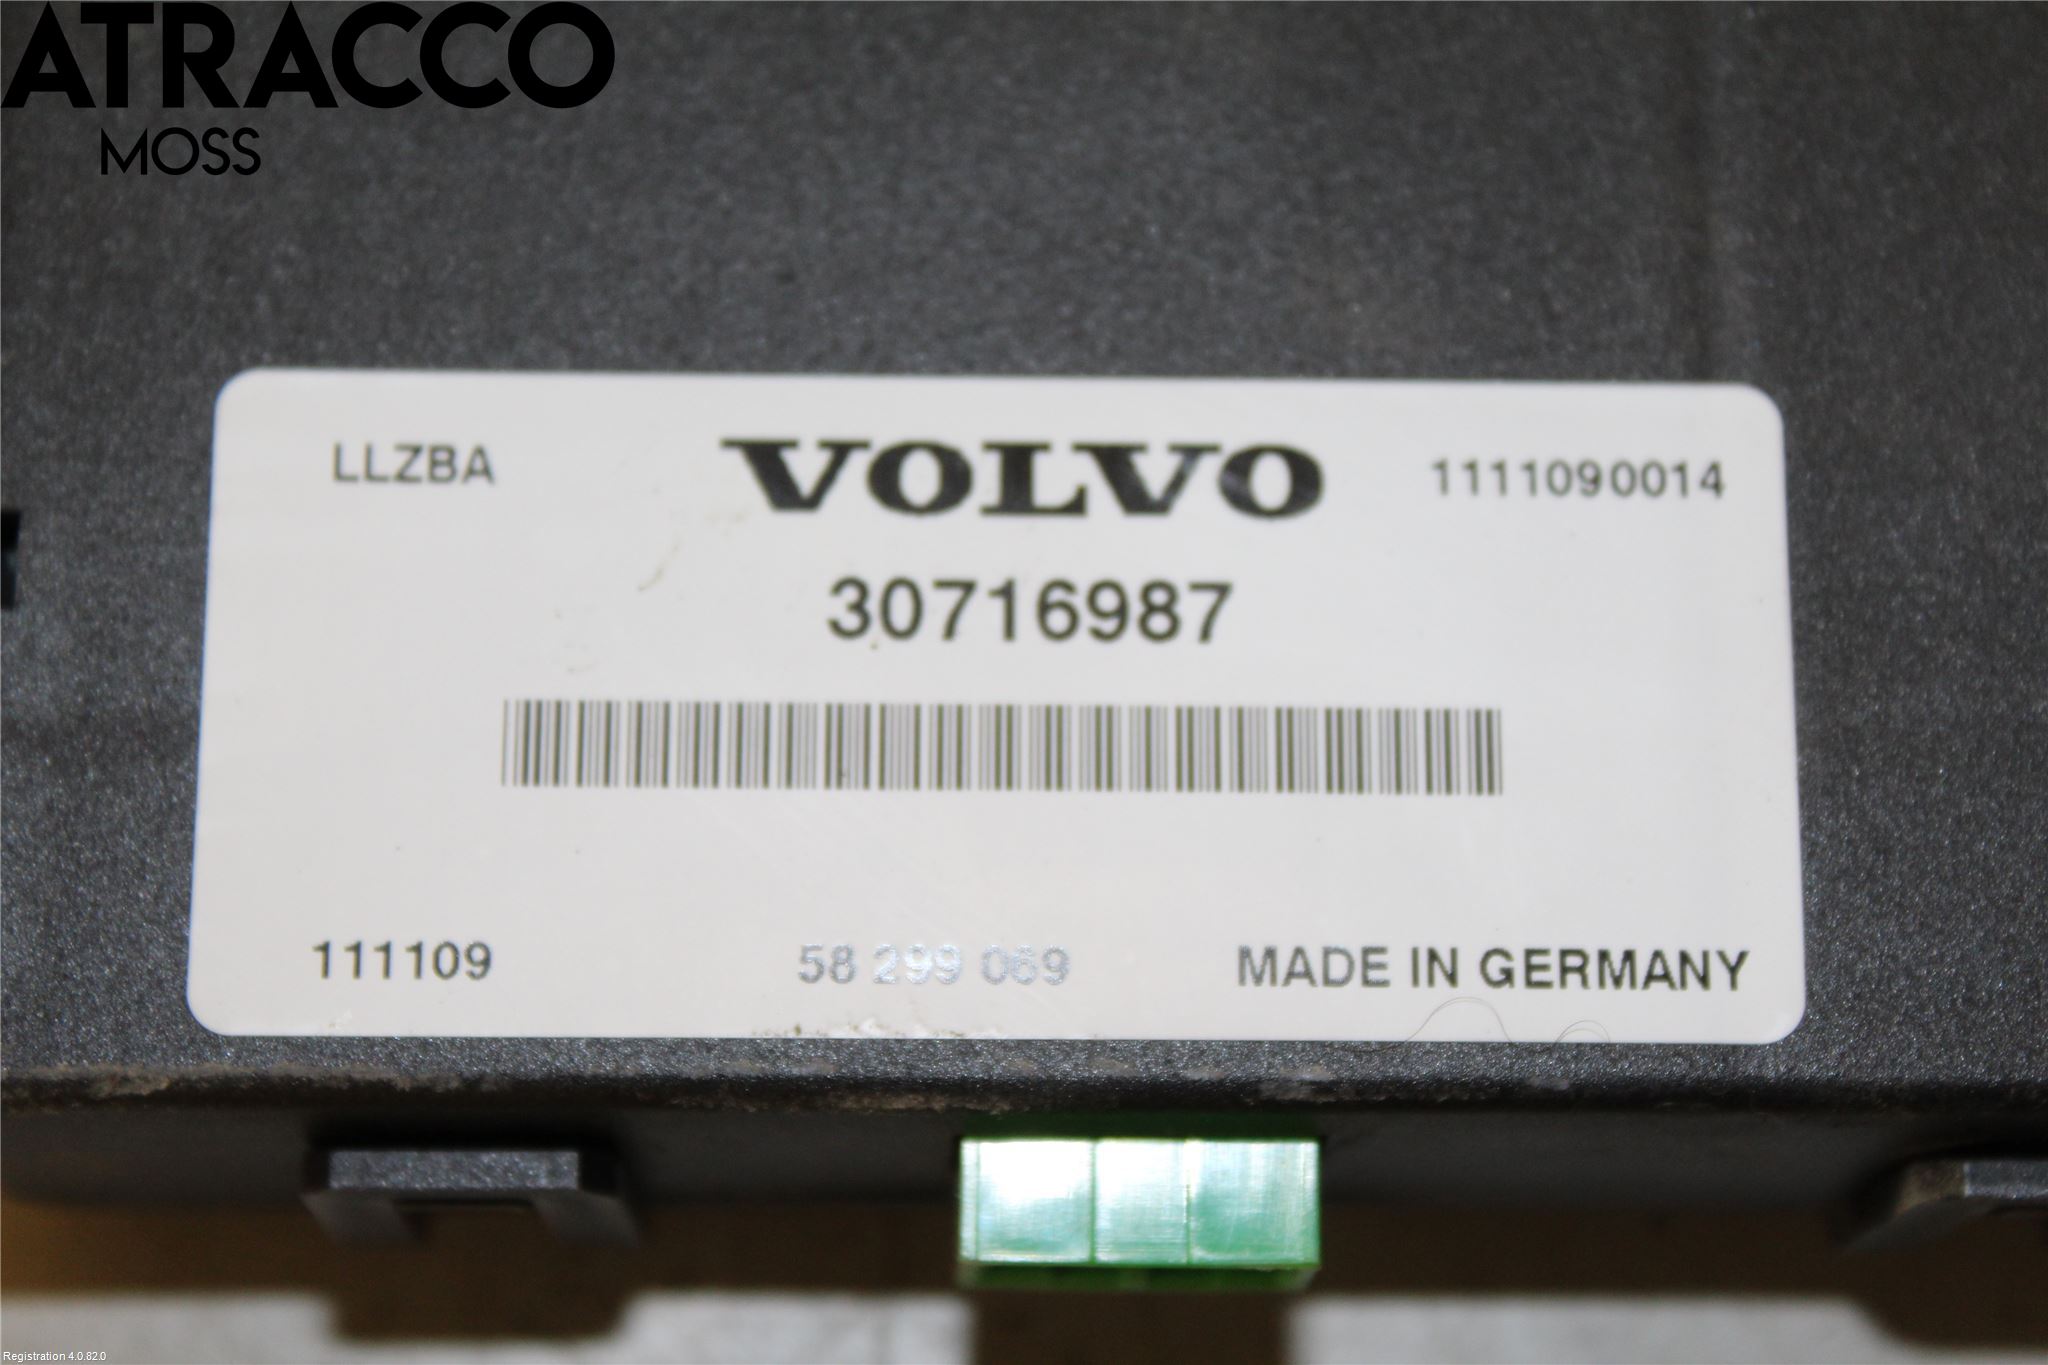 ATRACCO
MOSS
LLZBA
VOLVO
1111090014
30716987
111109
58 299 069
MADE IN GERMANY
Registration 4.0.82.0